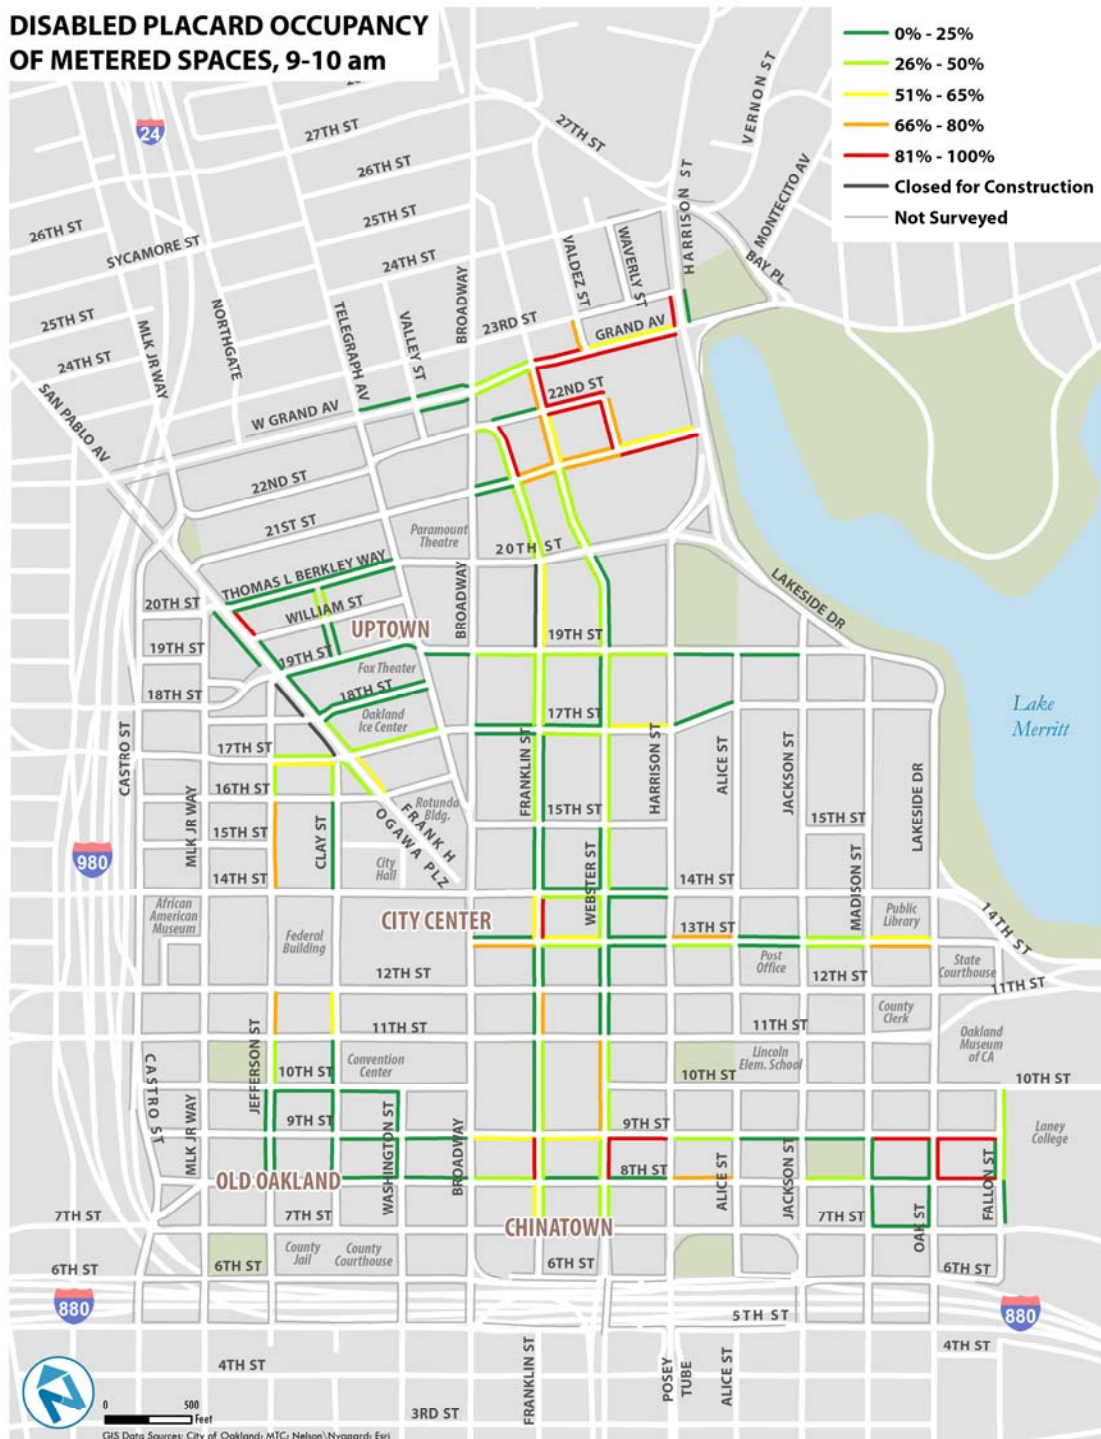 DISABLED PLACARD OCCUPANCY
OF METERED SPACES, 9-10 am
0% - 25%
26% - 50%
51% - 65%
66% - 80%
81% - 100%
Closed for Construction
Not Surveyed
24
27TH ST
27TH ST
VERNON ST
26TH ST
HARRISON ST
MONTECITO AV
25TH ST
26TH ST
SYCAMORE ST
24TH ST
VALDEZ ST
WAVERLY ST
BAY PL
BROADWAY
25TH ST
MLK JR WAY
NORTHGATE
TELEGRAPH AV
VALLEY ST
23RD ST
GRAND AV
24TH ST
SAN PABLO AV
W GRAND AV
22ND ST
22ND ST
21ST ST
Paramount
Theatre
20TH ST
THOMAS L BERKLEY WAY
LAKESIDE DR
20TH ST
WILLIAM ST
UPTOWN
BROADWAY
19TH ST
19TH ST
19TH ST
Fox Theater
18TH ST
18TH ST
Oakland
Ice Center
17TH ST
Lake
Merritt
17TH ST
CASTRO ST
16TH ST
FRANKLIN ST
HARRISON ST
ALICE ST
JACKSON ST
LAKESIDE DR
MLK JR WAY
15TH ST
CLAY ST
Rotunda
Bldg.
FRANK H
OGAWA PLZ
15TH ST
15TH ST
980
City
Hall
14TH ST
WEBSTER ST
14TH ST
MADISON ST
African
American
Museum
CITY CENTER
Public
Library
14TH ST
Federal
Building
13TH ST
Post
Office
State
Courthouse
12TH ST
12TH ST
11TH ST
County
Clerk
JEFFERSON ST
11TH ST
11TH ST
Oakland
Museum
of CA
CASTRO ST
10TH ST
Convention
Center
Lincoln
Elem. School
10TH ST
10TH ST
MLK JR WAY
9TH ST
WASHINGTON ST
BROADWAY
9TH ST
Laney
College
OLD OAKLAND
8TH ST
ALICE ST
JACKSON ST
FALLON ST
7TH ST
7TH ST
CHINATOWN
7TH ST
OAK ST
6TH ST
6TH ST
County
Jail
County
Courthouse
6TH ST
6TH ST
880
880
5TH ST
4TH ST
FRANKLIN ST
POSEY
TUBE
ALICE ST
4TH ST
0
500
Feet
3RD ST
GIS Data Sources: City of Oakland; MTC; Nelson\Nygaard; Esri